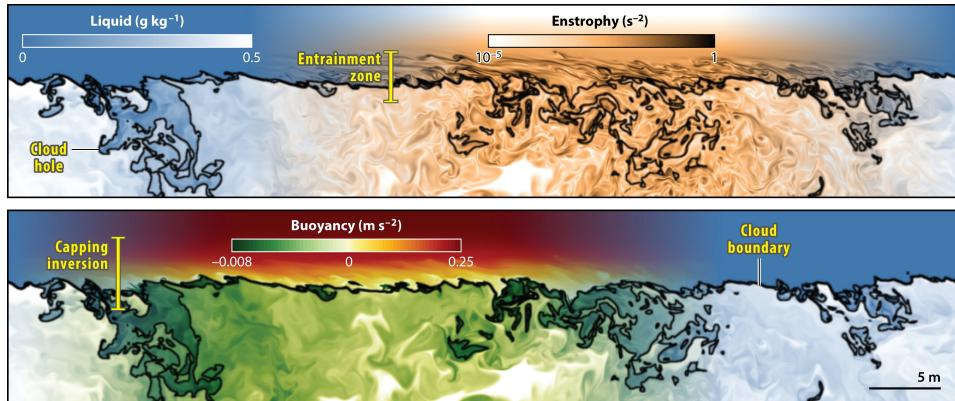 Liquid (g kg⁻¹)
0 0.5
Enstrophy (s⁻²)
10⁻⁵ 1
Entrainment
zone
Cloud
hole
Buoyancy (m s⁻²)
−0.008 0 0.25
Capping
inversion
Cloud
boundary
5 m